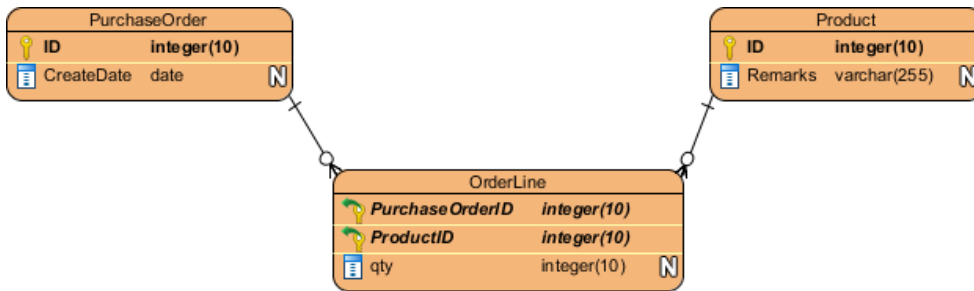 PurchaseOrder
ID integer(10)
CreateDate date N
Product
ID integer(10)
Remarks varchar(255) N
OrderLine
PurchaseOrderID integer(10)
ProductID integer(10)
qty integer(10) N